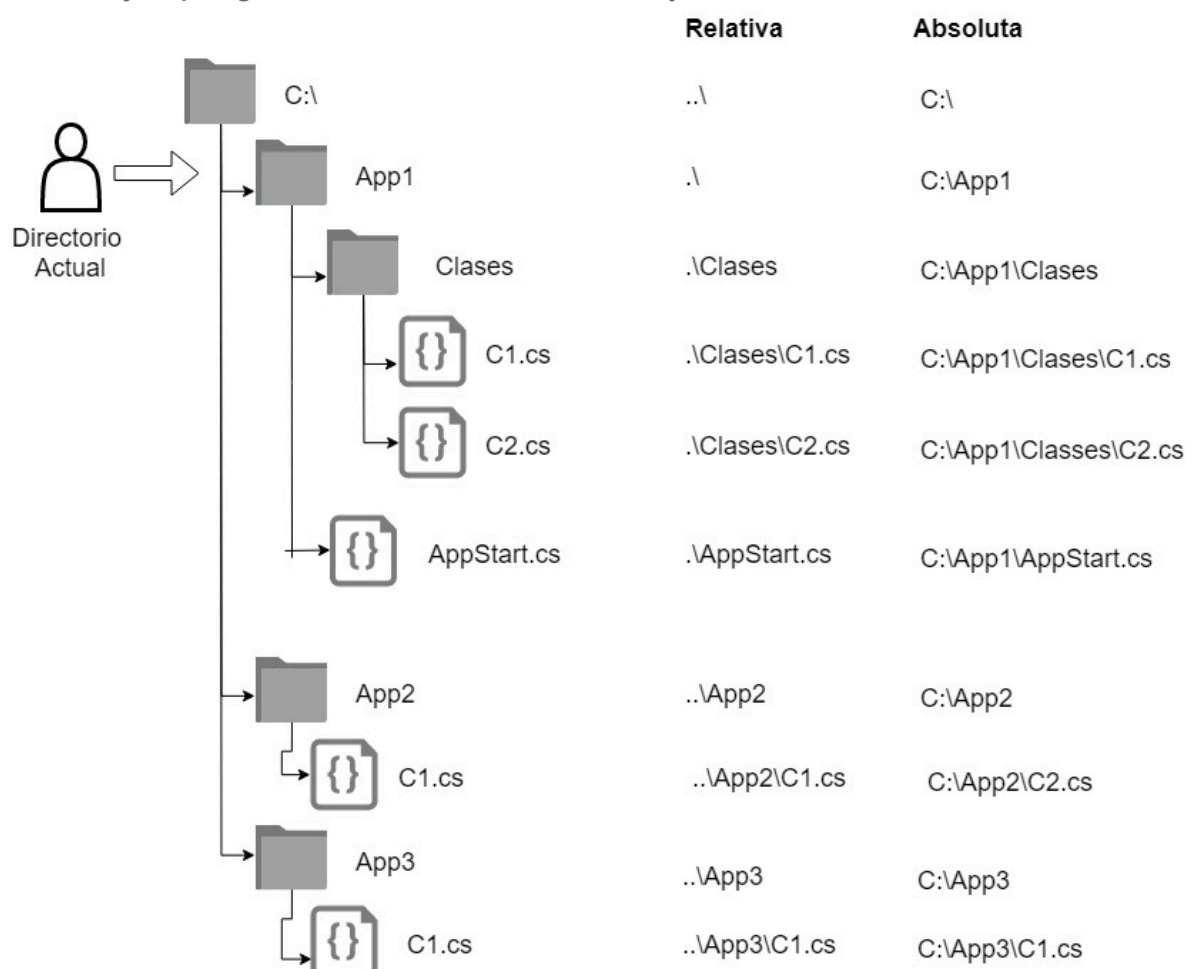 Relativa Absoluta
C:\ ..\ C:\
App1 .\ C:\App1
Directorio
Actual
Clases .\Clases C:\App1\Clases
C1.cs .\Clases\C1.cs C:\App1\Clases\C1.cs
C2.cs .\Clases\C2.cs C:\App1\Classes\C2.cs
AppStart.cs .\AppStart.cs C:\App1\AppStart.cs
App2 ..\App2 C:\App2
C1.cs ..\App2\C1.cs C:\App2\C2.cs
App3 ..\App3 C:\App3
C1.cs ..\App3\C1.cs C:\App3\C1.cs